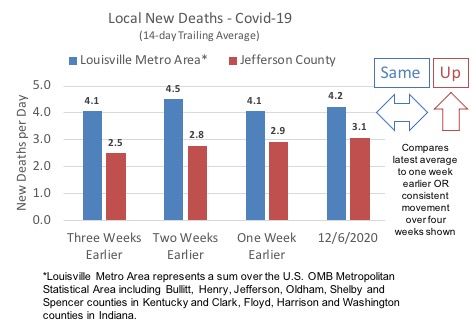 Local New Deaths - Covid-19
(14-day Trailing Average)
Louisville Metro Area* Jefferson County
Same Up
New Deaths per Day
5.0
4.0
3.0
2.0
1.0
0.0
4.1 2.5 4.5 2.8 4.1 2.9 4.2 3.1
Three Weeks Earlier
Two Weeks Earlier
One Week Earlier
12/6/2020
Compares
latest average
to one week
earlier OR
consistent
movement
over four
weeks shown
*Louisville Metro Area represents a sum over the U.S. OMB Metropolitan
Statistical Area including Bullitt, Henry, Jefferson, Oldham, Shelby and
Spencer counties in Kentucky and Clark, Floyd, Harrison and Washington
counties in Indiana.